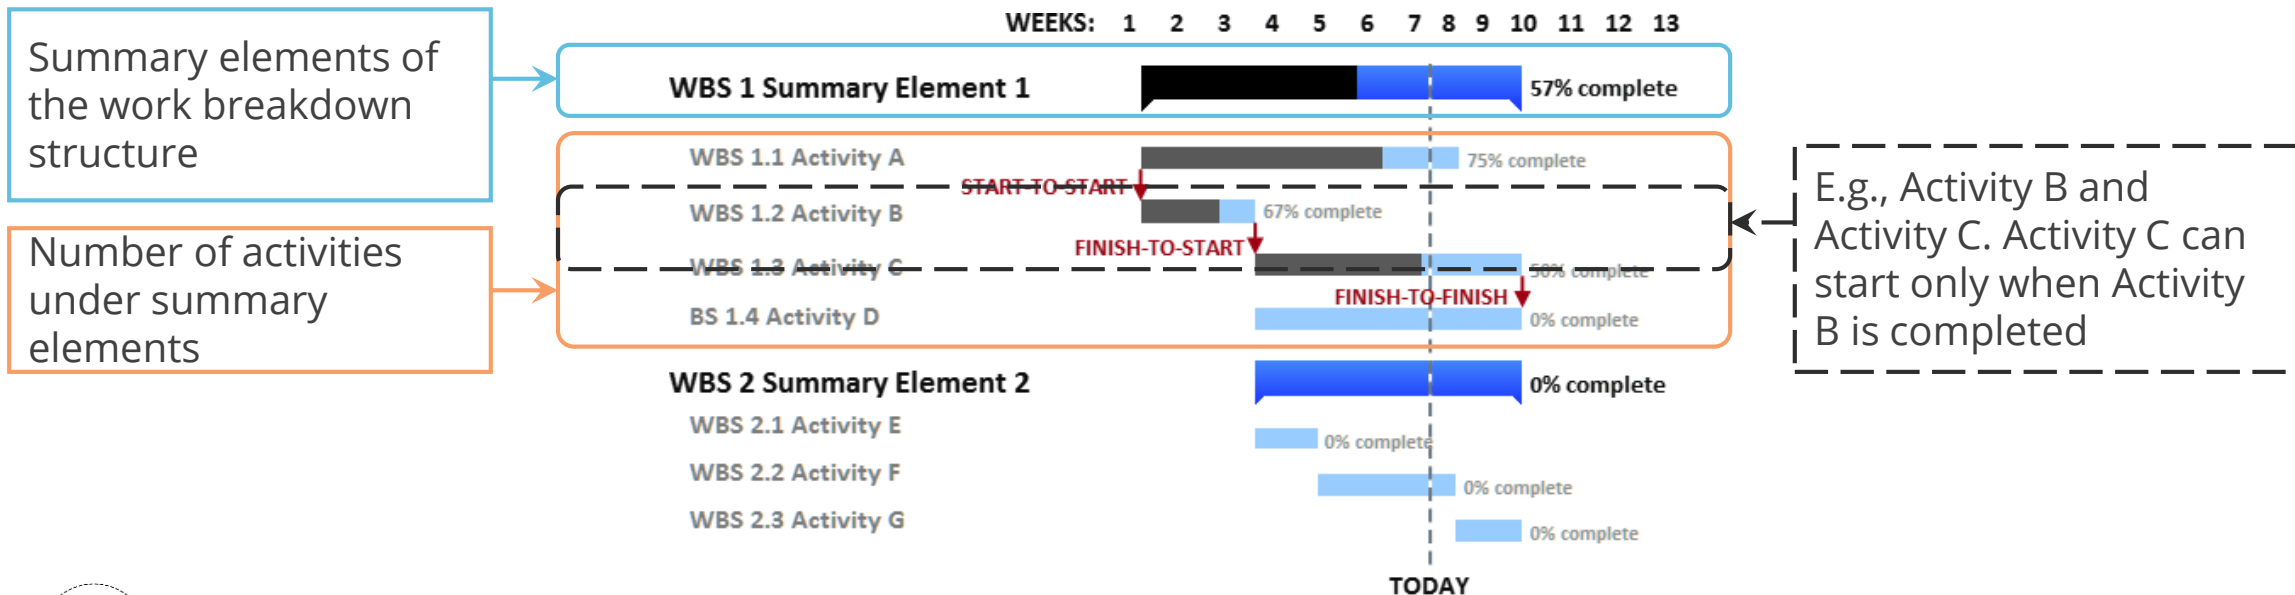 WEEKS: 1 2 3 4 5 6 7 8 9 10 11 12 13
Summary elements of
the work breakdown
structure
WBS 1 Summary Element 1 57% complete
WBS 1.1 Activity A 75% complete
START-TO-START
WBS 1.2 Activity B 67% complete
FINISH-TO-START
WBS 1.3 Activity C 50% complete
FINISH-TO-FINISH
BS 1.4 Activity D 0% complete
Number of activities
under summary
elements
E.g., Activity B and
Activity C. Activity C can
start only when Activity
B is completed
WBS 2 Summary Element 2 0% complete
WBS 2.1 Activity E 0% complete
WBS 2.2 Activity F 0% complete
WBS 2.3 Activity G 0% complete
TODAY